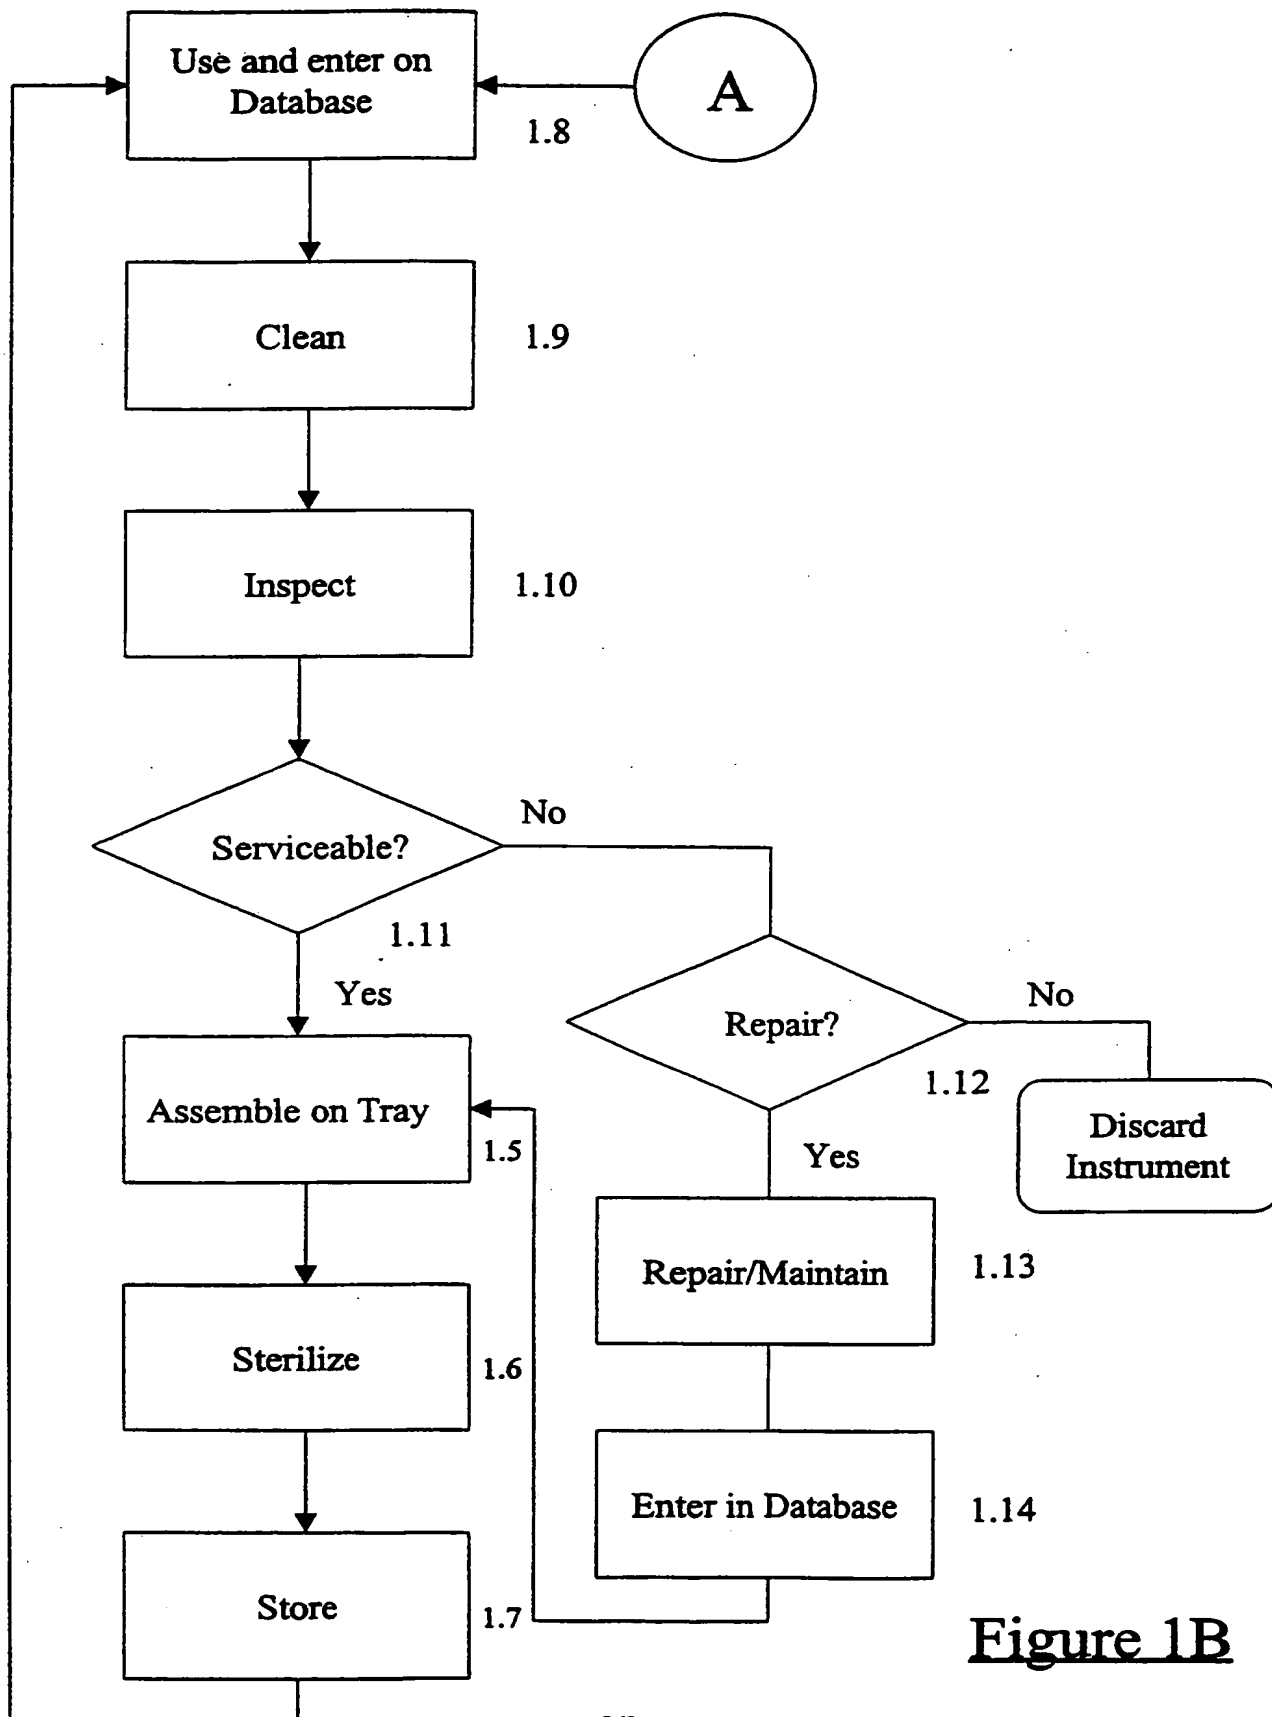 Use and enter on
Database
A
1.8
Clean
1.9
Inspect
1.10
Serviceable?
No
1.11
Yes
Repair?
No
1.12
Assemble on Tray
1.5
Discard
Instrument
Yes
Repair/Maintain
1.13
Sterilize
1.6
Enter in Database
1.14
Store
1.7
Figure 1B